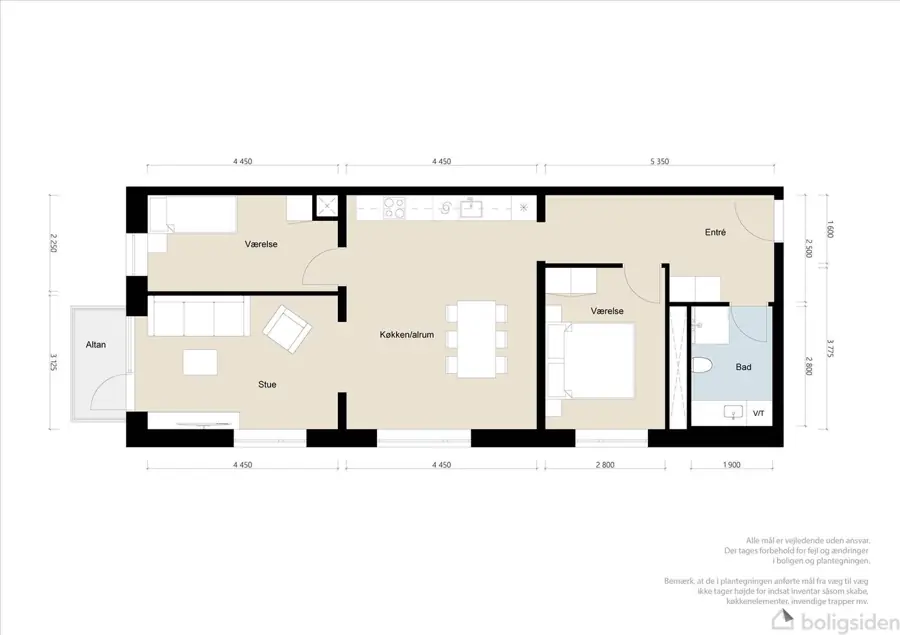 4 450
4 450
5 350
2 250
3 125
Værelse
Stue
Altan
Køkken/alrum
Værelse
Entré
Bad
V/T
2 500
2 800
1 600
3 775
4 450
4 450
2 800
1 900
Alle mål er vejledende uden ansvar.
Der tages forbehold for fejl og ændringer
i boligen og plantegningen.
Bemærk, at de i plantegningen anførte mål fra væg til væg
ikke tager højde for indsat inventar såsom skabe,
køkkenelementer, invendige trapper mv.
boligsiden